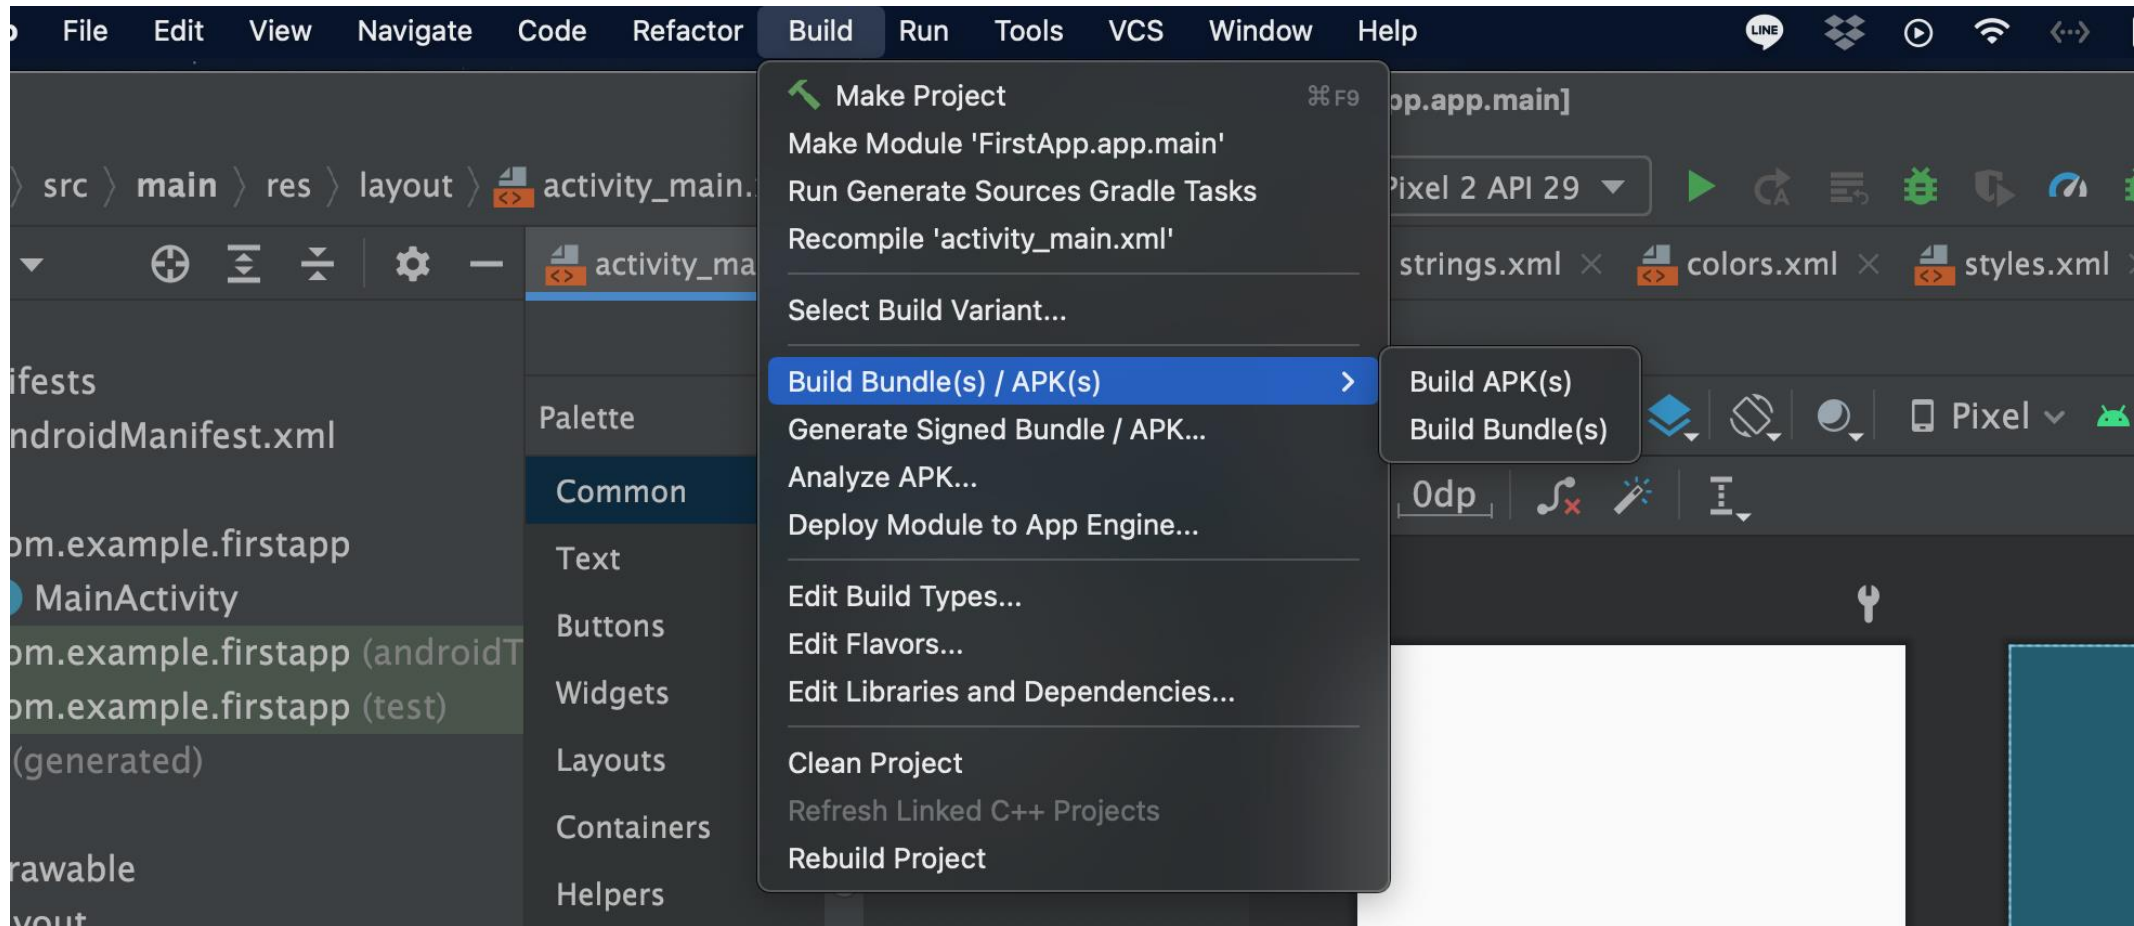 File Edit View Navigate Code Refactor Build Run Tools VCS Window Help LINE
Make Project ⌘F9
Make Module 'FirstApp.app.main'
Run Generate Sources Gradle Tasks
Recompile 'activity_main.xml'
Select Build Variant...
Build Bundle(s) / APK(s)
Generate Signed Bundle / APK...
Analyze APK...
Deploy Module to App Engine...
Edit Build Types...
Edit Flavors...
Edit Libraries and Dependencies...
Clean Project
Refresh Linked C++ Projects
Rebuild Project
Build APK(s)
Build Bundle(s)
pp.app.main]
src main res layout activity_main.
Pixel 2 API 29
activity_ma
strings.xml colors.xml styles.xml
ifests
ndroidManifest.xml
om.example.firstapp
MainActivity
om.example.firstapp (androidT
om.example.firstapp (test)
(generated)
rawable
yout
Palette
Common
Text
Buttons
Widgets
Layouts
Containers
Helpers
Pixel
0dp